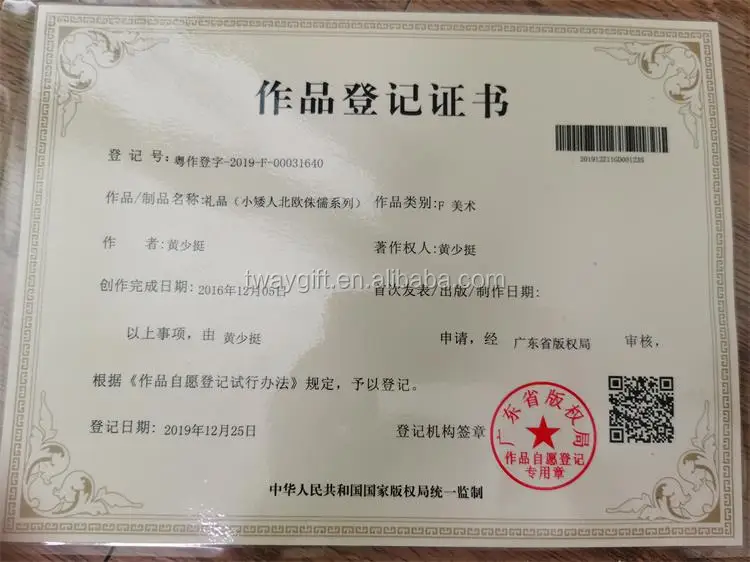 作品登记证书
201912Z11GD00123S
登 记 号:粤作登字-2019-F-00031640
作品/制品名称:礼品（小矮人北欧侏儒系列） 作品类别:F 美术
作 者:黄少挺 著作权人:黄少挺
twaygift.en.alibaba.com
创作完成日期:2016年12月05日 首次发表/出版/制作日期:
以上事项，由 黄少挺 申请，经 广东省版权局 审核，
根据《作品自愿登记试行办法》规定，予以登记。
登记日期:2019年12月25日 登记机构签章
广东省版权局
作品自愿登记
专用章
中华人民共和国国家版权局统一监制